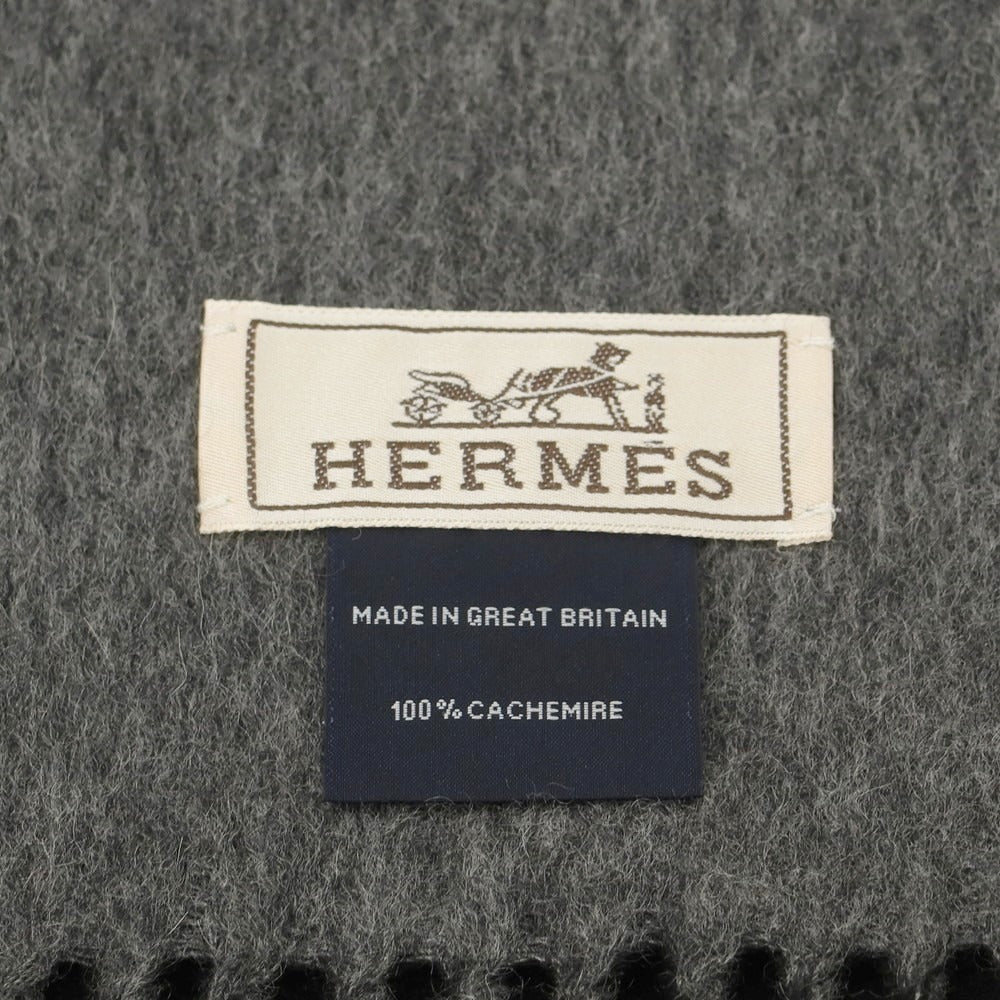 HERMÈS
MADE IN GREAT BRITAIN
100% CACHEMIRE